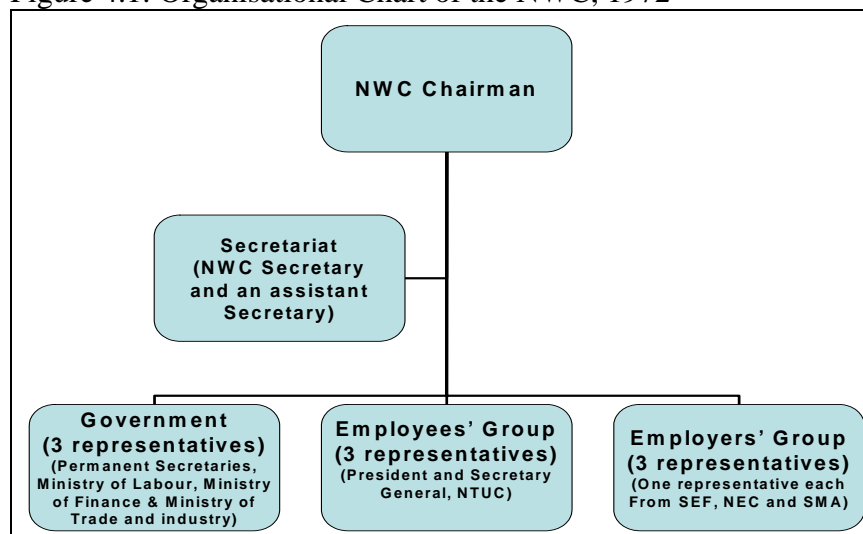 Figure 4.1: Organisational Chart of the NWC, 1972
NWC Chairman
Secretariat
(NWC Secretary
and an assistant
Secretary)
Government
(3 representatives)
(Permanent Secretaries,
Ministry of Labour, Ministry
of Finance & Ministry of
Trade and industry)
Employees’ Group
(3 representatives)
(President and Secretary
General, NTUC)
Employers’ Group
(3 representatives)
(One representative each
From SEF, NEC and SMA)